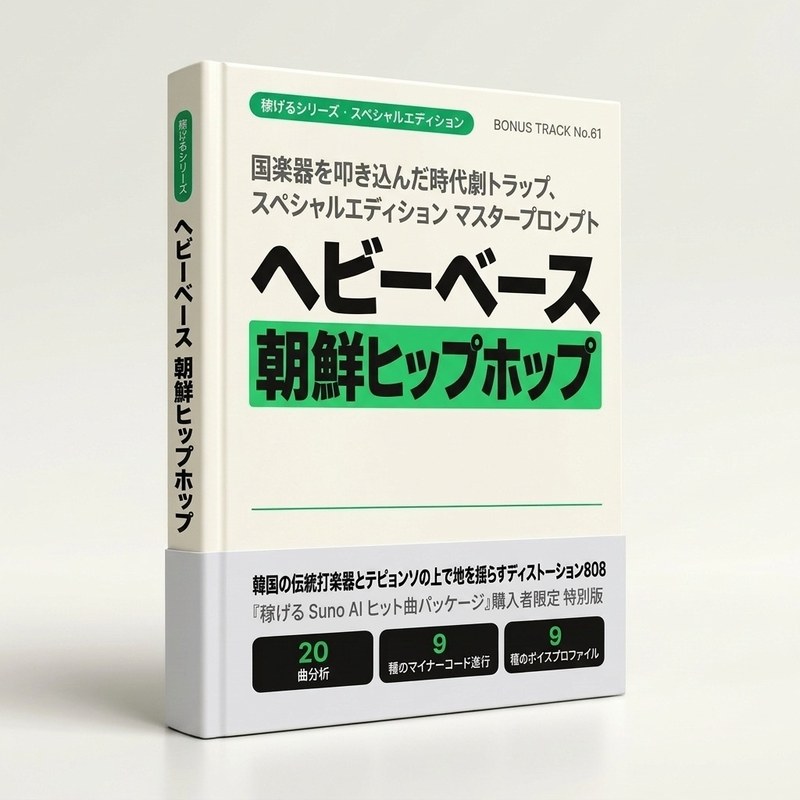 稼げるシリーズ・スペシャルエディション
BONUS TRACK No.61
国楽器を叩き込んだ時代劇トラップ、
スペシャルエディション マスタープロンプト
ヘビーベース
朝鮮ヒップホップ
韓国の伝統打楽器とテピョンソの上で地を揺らすディストーション808
『稼げる Suno AI ヒット曲パッケージ』購入者限定 特別版
20
曲分析
9
種のマイナーコード進行
9
種のボイスプロファイル
稼げるシリーズ
ヘビーベース 朝鮮ヒップホップ